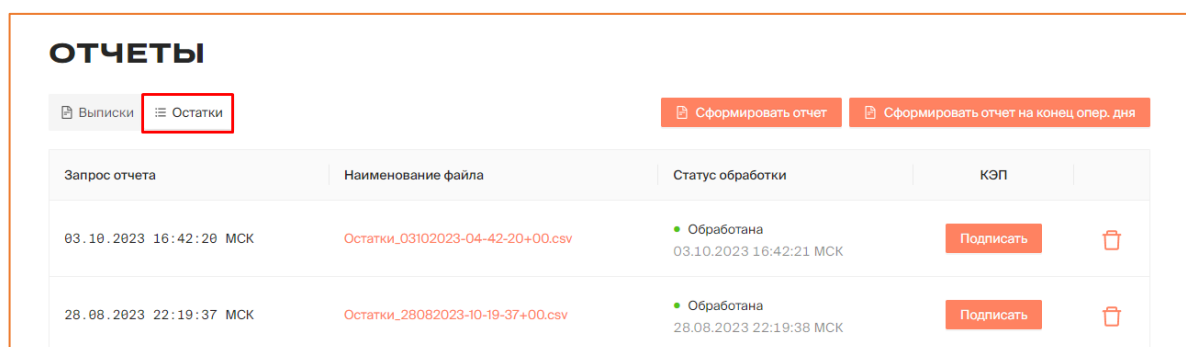 ОТЧЕТЫ
Выписки Остатки Сформировать отчет Сформировать отчет на конец опер. дня
Запрос отчета Наименование файла Статус обработки КЭП
03.10.2023 16:42:20 МСК Остатки_03102023-04-42-20+00.csv Обработана Подписать
03.10.2023 16:42:21 МСК
28.08.2023 22:19:37 МСК Остатки_28082023-10-19-37+00.csv Обработана Подписать
28.08.2023 22:19:38 МСК